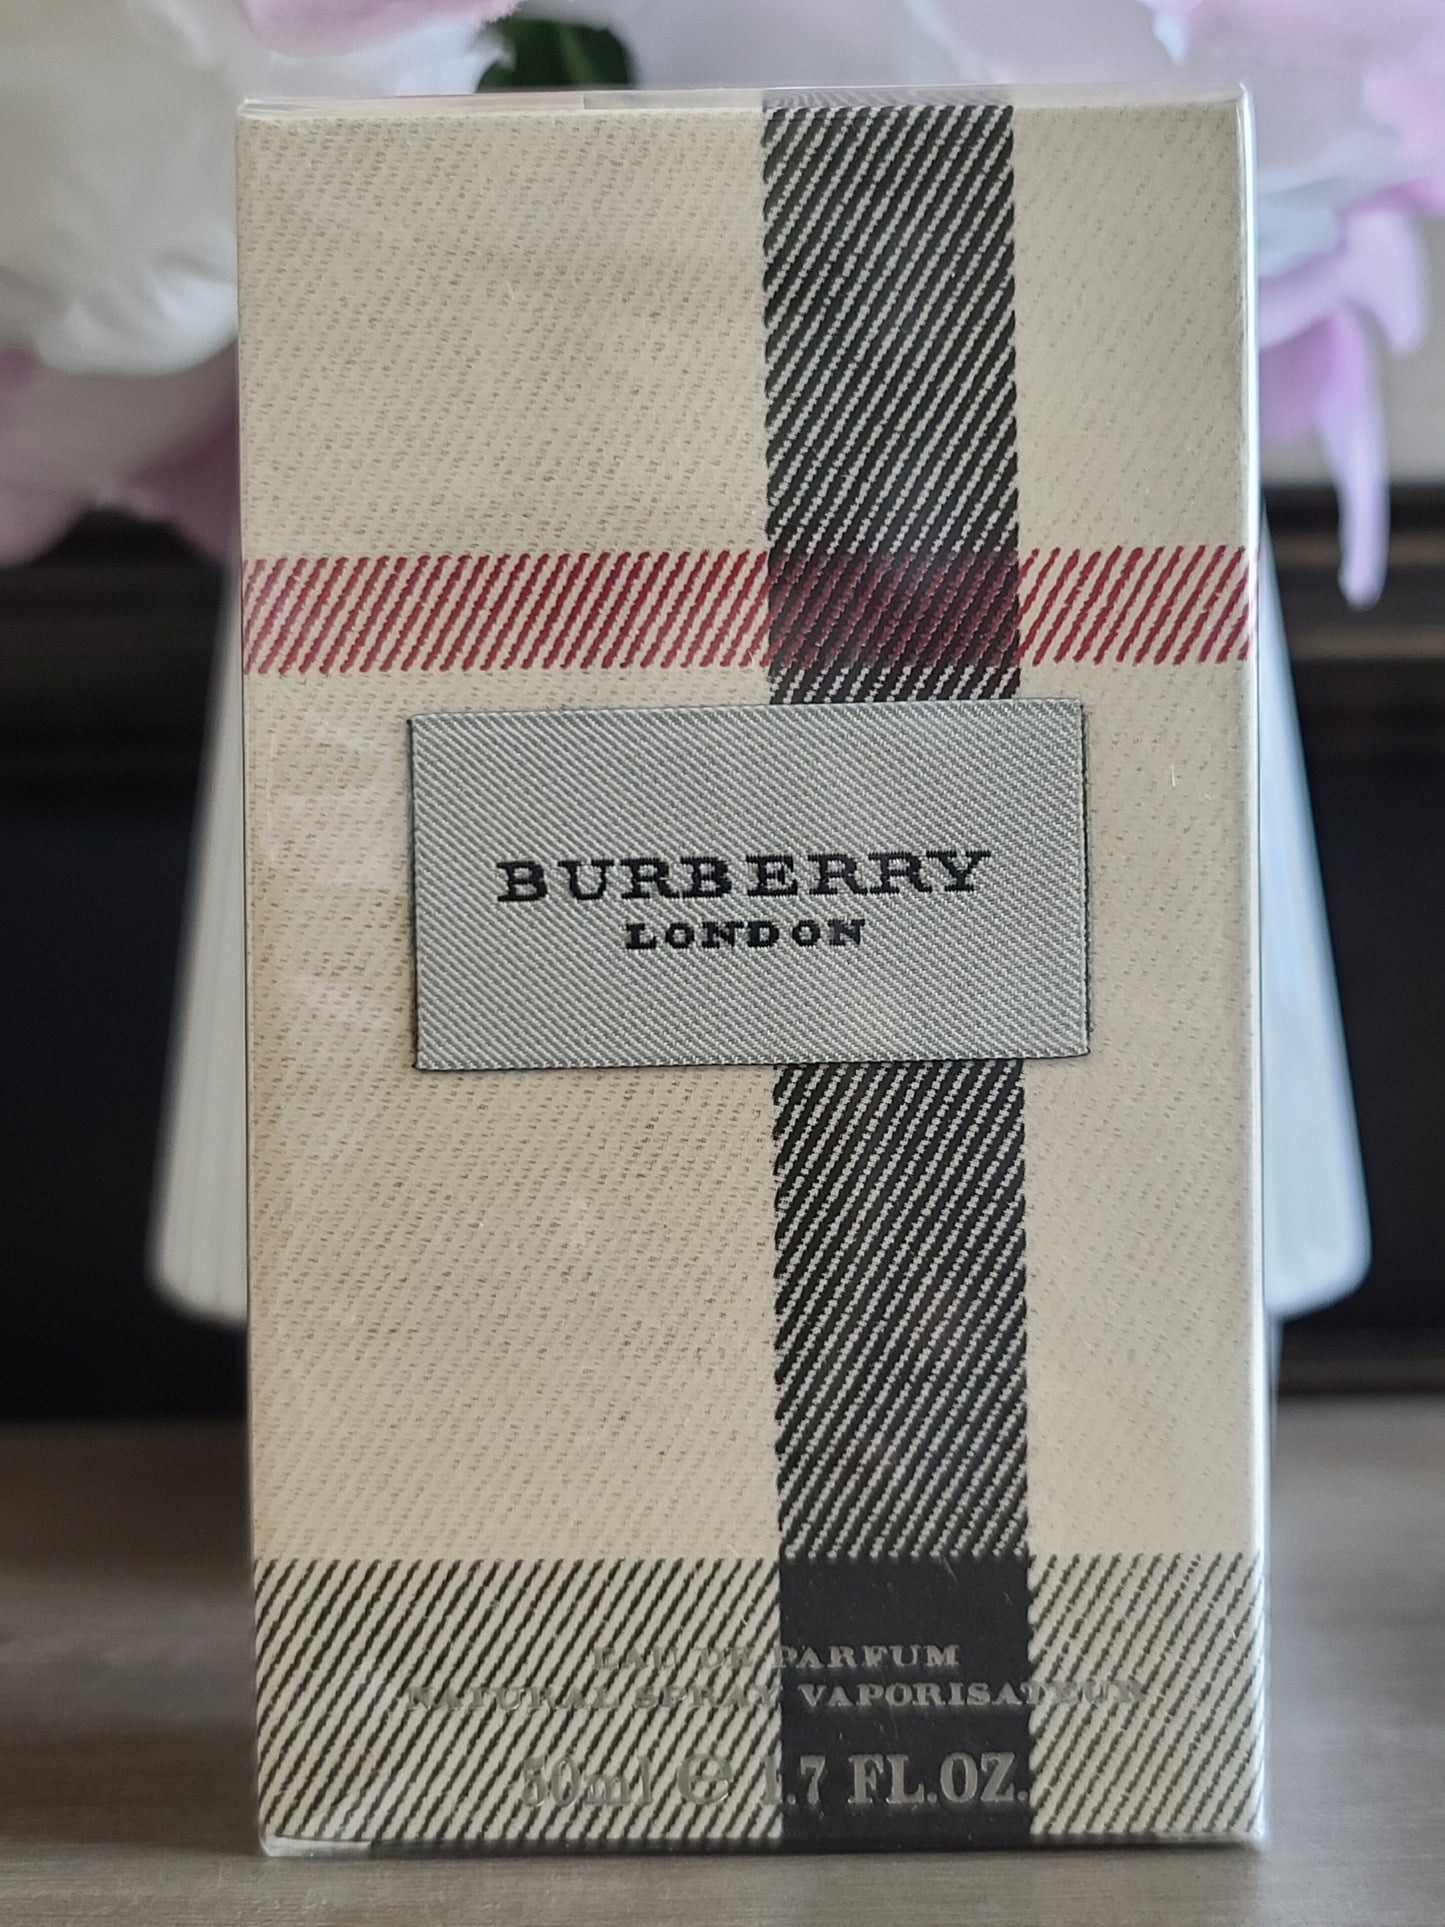 BURBERRY
LONDON
EAU DE PARFUM
NATURAL SPRAY VAPORISATEUR
50ml ℮ 1.7 FL.OZ.